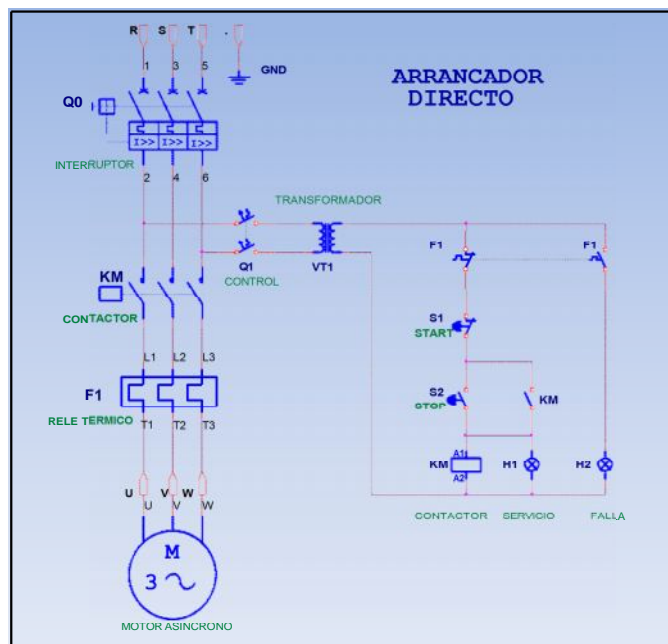 R S T .
1 3 5
GND
ARRANCADOR
DIRECTO
Q0
I>> I>> I>>
INTERRUPTOR
2 4 6
TRANSFORMADOR
Q1
VT1
CONTROL
F1
F1
KM
CONTACTOR
S1
START
L1 L2 L3
F1
RELE TERMICO
T1 T2 T3
S2
STOP
KM
A1
KM
A2
H1
H2
U V W
U V W
CONTACTOR SERVICIO FALLA
M
3
MOTOR ASINCRONO